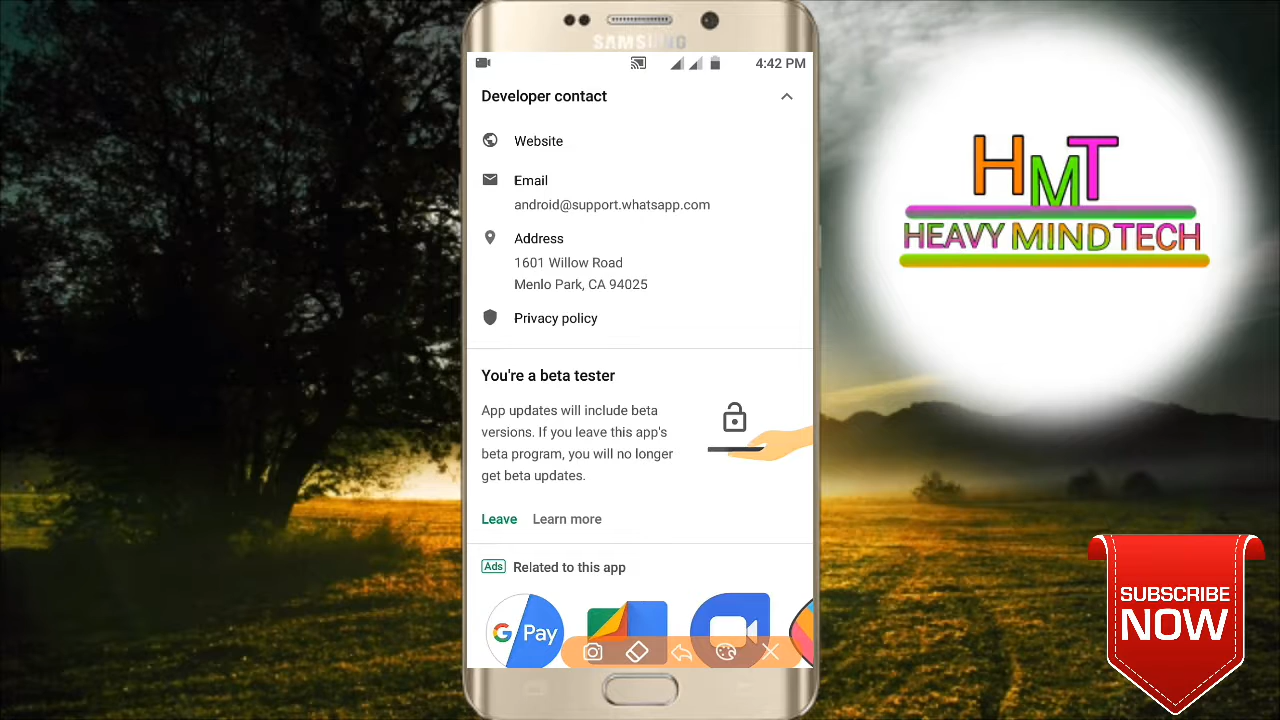 SAMSUNG
4:42 PM
Developer contact
Website
Email
android@support.whatsapp.com
Address
1601 Willow Road
Menlo Park, CA 94025
Privacy policy
You're a beta tester
App updates will include beta
versions. If you leave this app's
beta program, you will no longer
get beta updates.
Leave Learn more
Ads Related to this app
G Pay
HMT
HEAVY MIND TECH
SUBSCRIBE
NOW